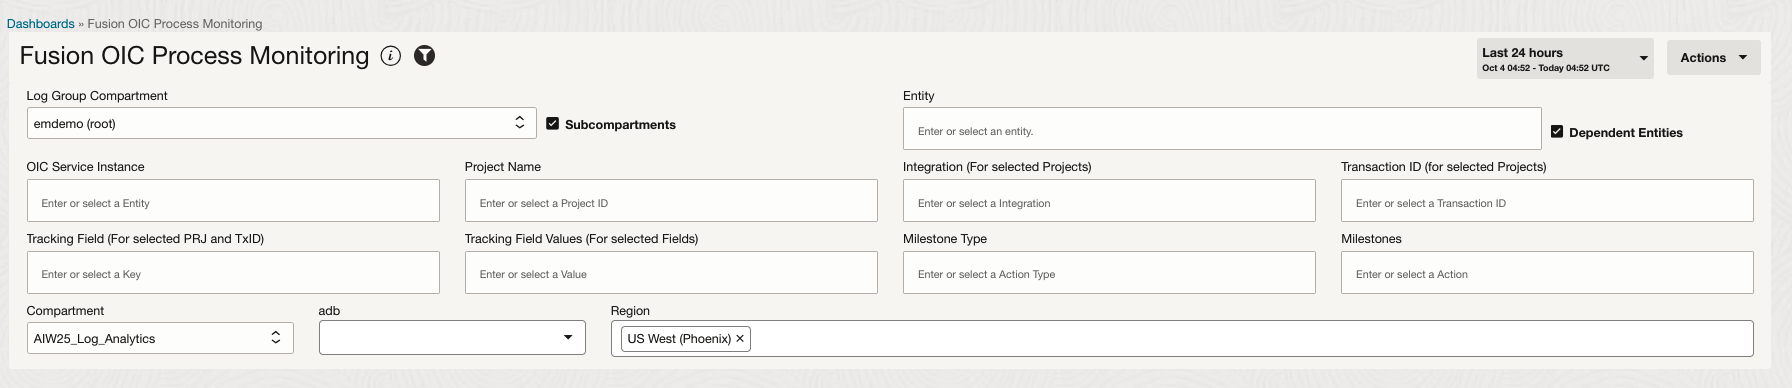 Dashboards » Fusion OIC Process Monitoring
Fusion OIC Process Monitoring
Last 24 hours
Oct 4 04:52 - Today 04:52 UTC
Actions
Log Group Compartment
emdemo (root)
Subcompartments
Entity
Enter or select an entity.
Dependent Entities
OIC Service Instance
Enter or select a Entity
Project Name
Enter or select a Project ID
Integration (For selected Projects)
Enter or select a Integration
Transaction ID (for selected Projects)
Enter or select a Transaction ID
Tracking Field (For selected PRJ and TxID)
Enter or select a Key
Tracking Field Values (For selected Fields)
Enter or select a Value
Milestone Type
Enter or select a Action Type
Milestones
Enter or select a Action
Compartment
AIW25_Log_Analytics
adb
Region
US West (Phoenix) ×